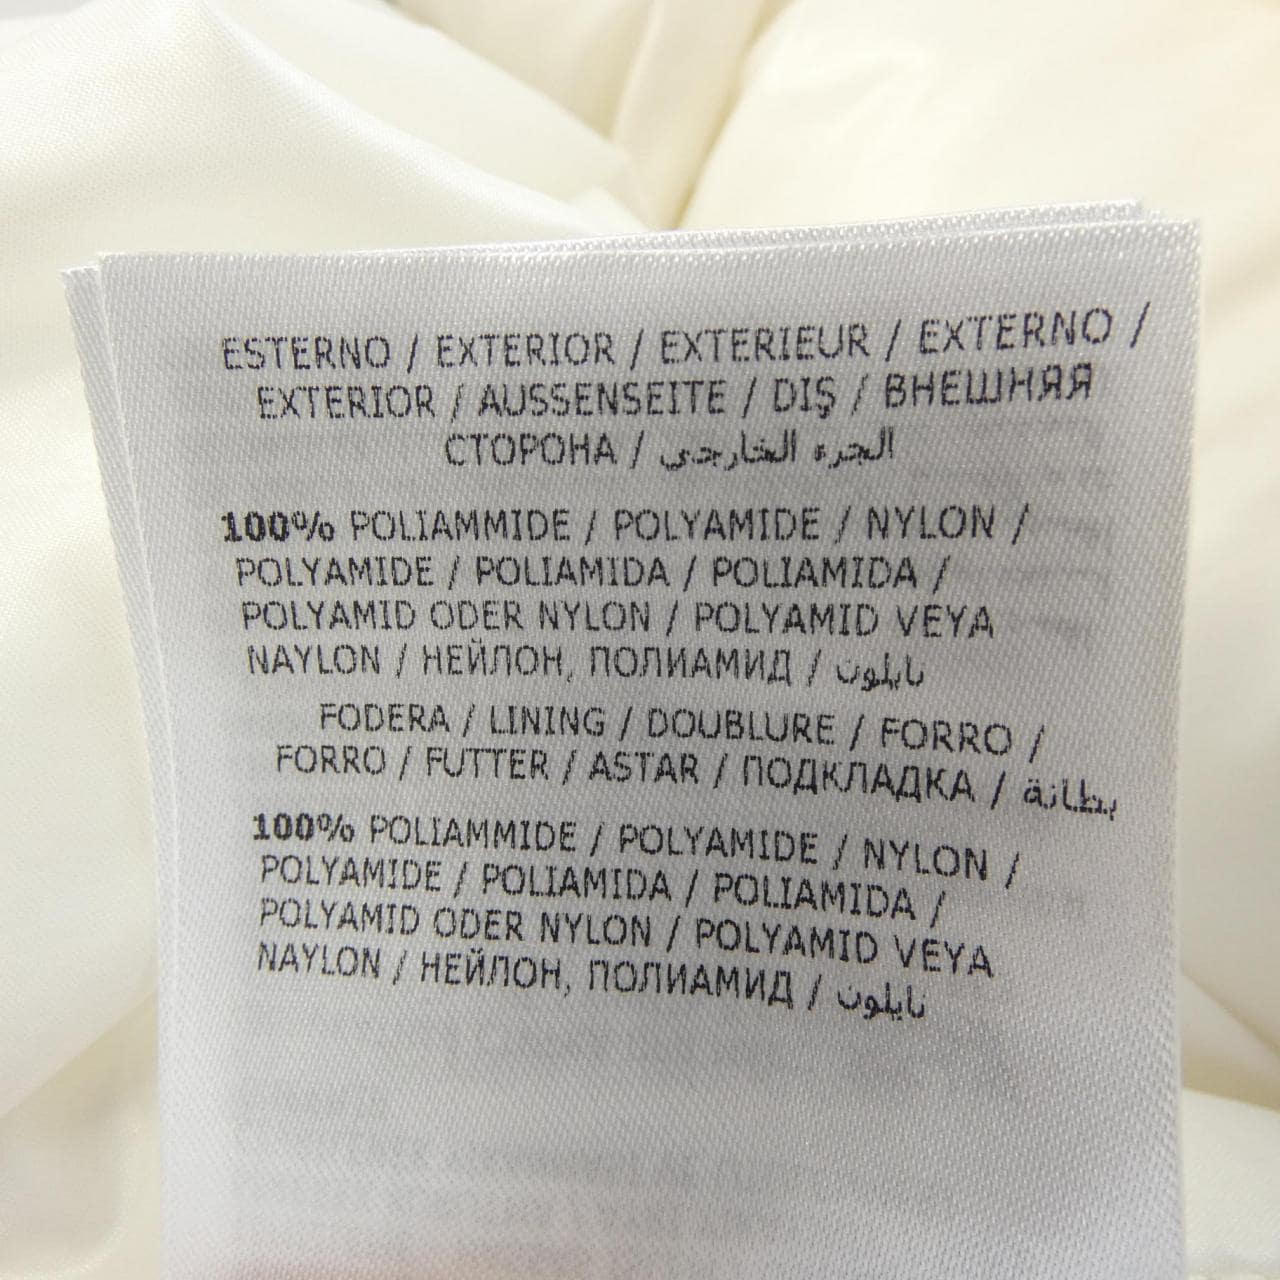 ESTERNO / EXTERIOR / EXTERIEUR / EXTERNO /
EXTERIOR / AUSSENSEITE / DIŞ / ВНЕШНЯЯ
СТОРОНА / الجزء الخارجي
100% POLIAMMIDE / POLYAMIDE / NYLON /
POLYAMIDE / POLIAMIDA / POLIAMIDA /
POLYAMID ODER NYLON / POLYAMID VEYA
NAYLON / НЕЙЛОН, ПОЛИАМИД / نايلون
FODERA / LINING / DOUBLURE / FORRO /
FORRO / FUTTER / ASTAR / ПОДКЛАДКА / بطانة
100% POLIAMMIDE / POLYAMIDE / NYLON /
POLYAMIDE / POLIAMIDA / POLIAMIDA /
POLYAMID ODER NYLON / POLYAMID VEYA
NAYLON / НЕЙЛОН, ПОЛИАМИД / نايلون